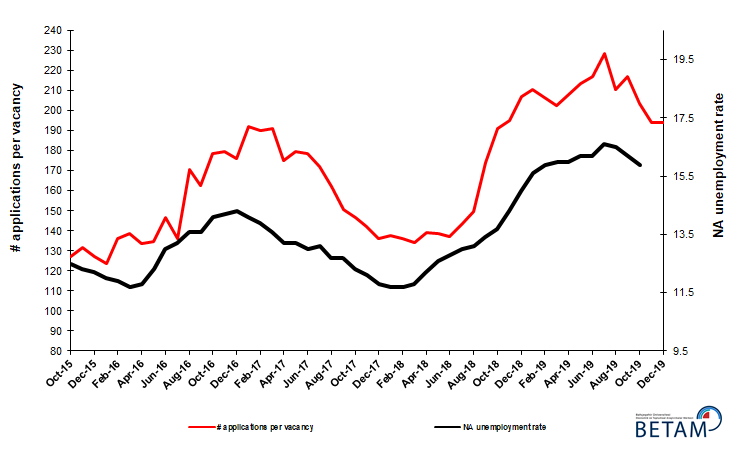 # applications per vacancy
240
230
220
210
200
190
180
170
160
150
140
130
120
110
100
90
80
19.5
17.5
15.5
13.5
11.5
9.5
NA unemployment rate
Oct-15
Dec-15
Feb-16
Apr-16
Jun-16
Aug-16
Oct-16
Dec-16
Feb-17
Apr-17
Jun-17
Aug-17
Oct-17
Dec-17
Feb-18
Apr-18
Jun-18
Aug-18
Oct-18
Dec-18
Feb-19
Apr-19
Jun-19
Aug-19
Oct-19
Dec-19
# applications per vacancy
NA unemployment rate
BETAM